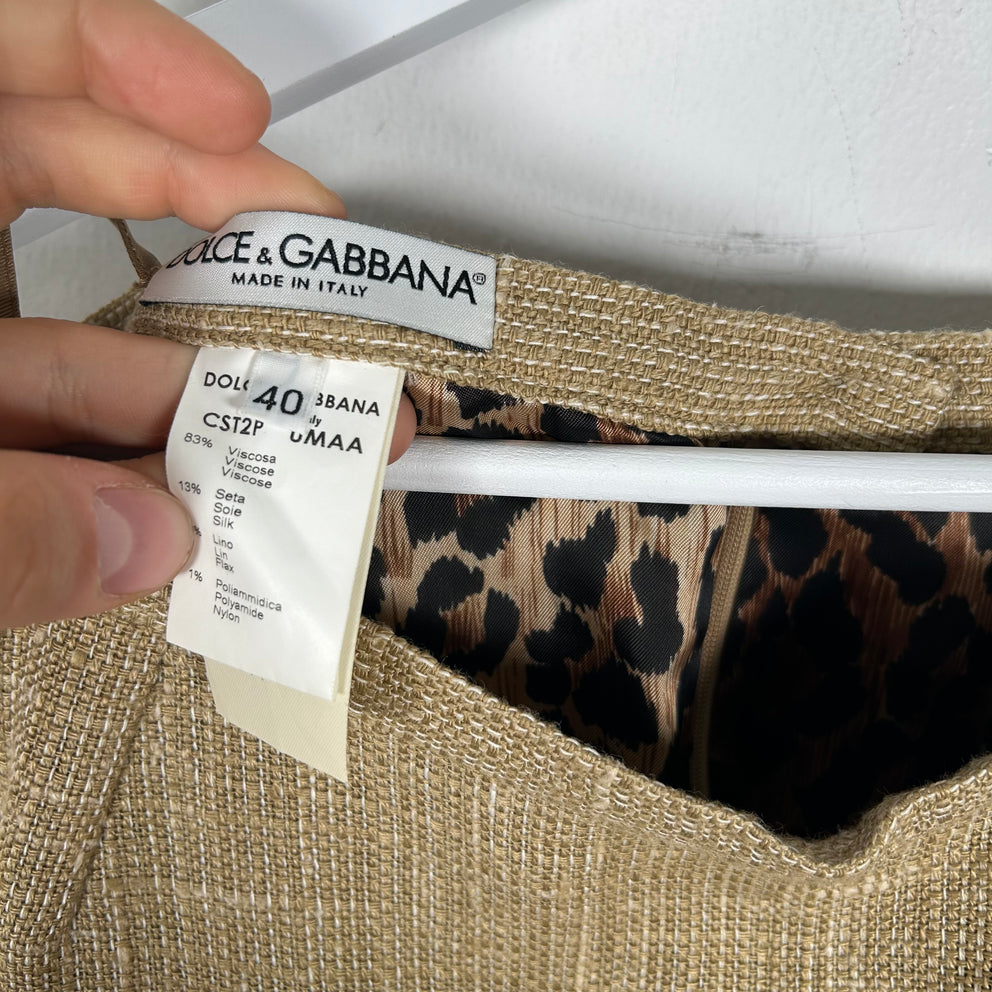 DOLCE & GABBANA®
MADE IN ITALY
40
CST2P
83% Viscosa
Viscose
Viscose
13% Seta
Soie
Silk
Lino
Lin
Flax
1% Poliammidica
Polyamide
Nylon